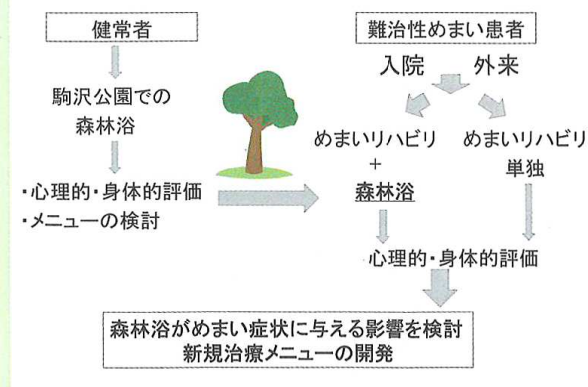 健常者
駒沢公園での
森林浴
・心理的・身体的評価
・メニューの検討
難治性めまい患者
入院 外来
めまいリハビリ
+
森林浴
めまいリハビリ
単独
心理的・身体的評価
森林浴がめまい症状に与える影響を検討
新規治療メニューの開発